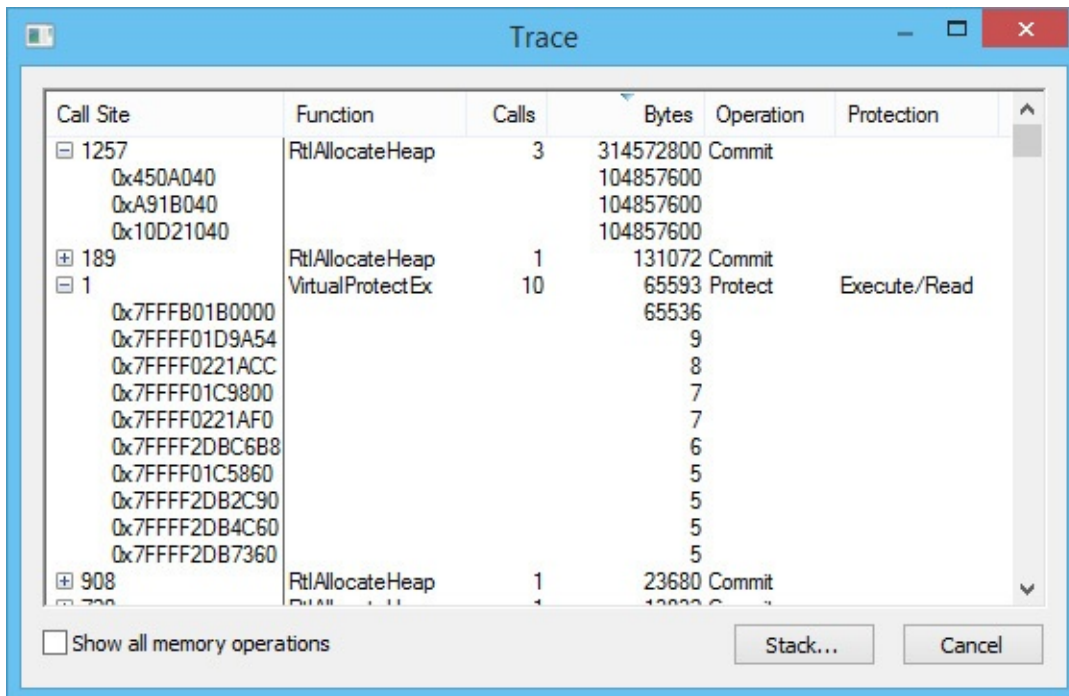 Trace
Call Site Function Calls Bytes Operation Protection
1257 RtlAllocateHeap 3 314572800 Commit
0x450A040 104857600
0xA91B040 104857600
0x10D21040 104857600
189 RtlAllocateHeap 1 131072 Commit
1 VirtualProtectEx 10 65593 Protect Execute/Read
0x7FFFB01B0000 65536
0x7FFFF01D9A54 9
0x7FFFF0221ACC 8
0x7FFFF01C9800 7
0x7FFFF0221AF0 7
0x7FFFF2DBC6B8 6
0x7FFFF01C5860 5
0x7FFFF2DB2C90 5
0x7FFFF2DB4C60 5
0x7FFFF2DB7360 5
908 RtlAllocateHeap 1 23680 Commit
Show all memory operations Stack... Cancel